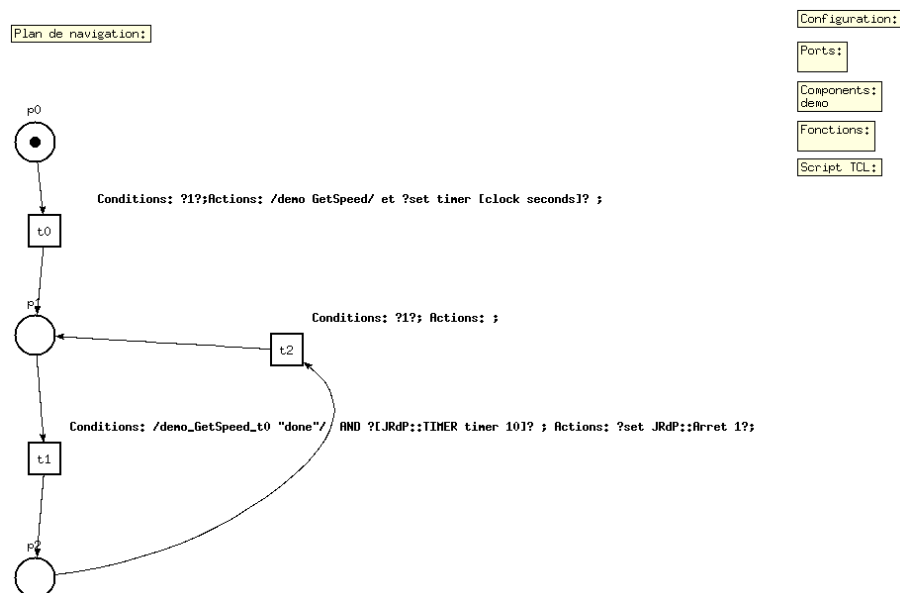 Plan de navigation:
Configuration:
Ports:
Components:
demo
Fonctions:
Script TCL:
p0
Conditions: ?1?;Actions: /demo GetSpeed/ et ?set timer [clock seconds]? ;
t0
p1
Conditions: ?1?; Actions: ;
t2
Conditions: /demo_GetSpeed_t0 "done"/  AND ?[JRdP::TIMER timer 10]? ; Actions: ?set JRdP::Arret 1?;
t1
p2